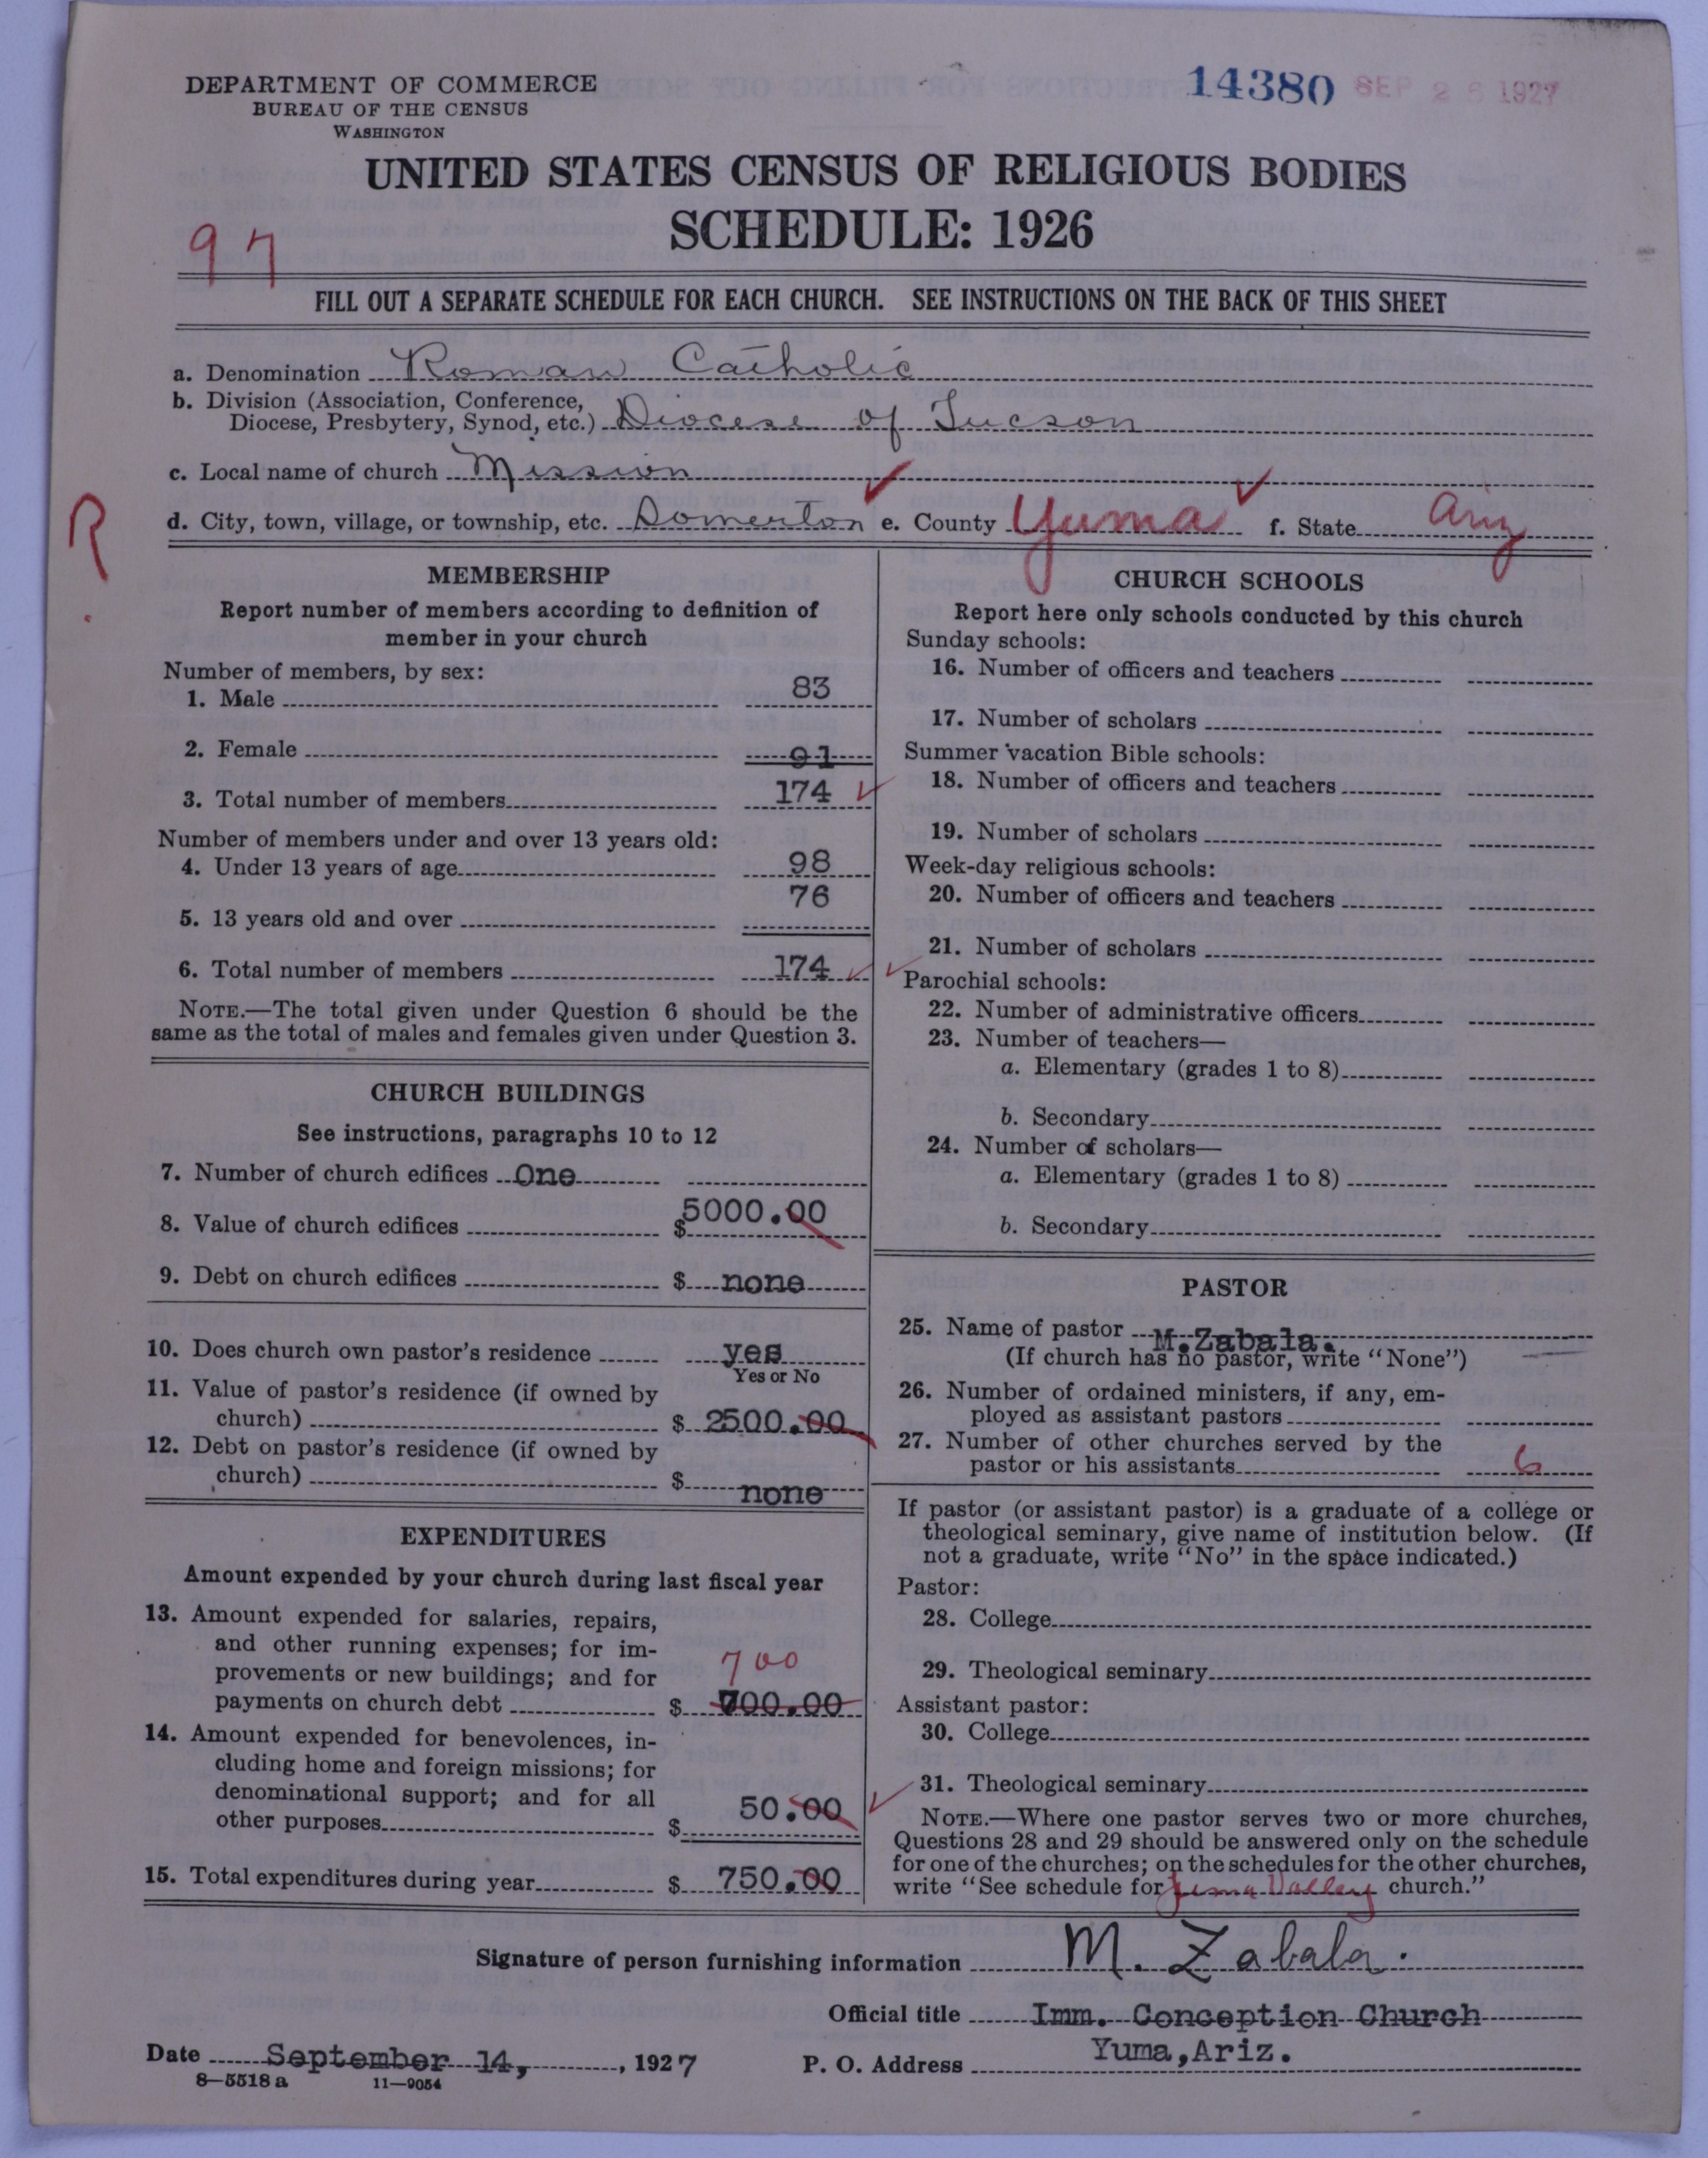 14380 SEP 26 1927
DEPARTMENT OF COMMERCE
BUREAU OF THE CENSUS
WASHINGTON
UNITED STATES CENSUS OF RELIGIOUS BODIES
SCHEDULE: 1926
97
FILL OUT A SEPARATE SCHEDULE FOR EACH CHURCH. SEE INSTRUCTIONS ON THE BACK OF THIS SHEET
a. Denomination Roman Catholic
b. Division (Association, Conference,
Diocese, Presbytery, Synod, etc.) Diocese of Tucson
c. Local name of church Mission
R
d. City, town, village, or township, etc. Somerton e. County Yuma f. State Ariz
MEMBERSHIP
Report number of members according to definition of
member in your church
Number of members, by sex:
1. Male 83
2. Female 91
3. Total number of members 174
Number of members under and over 13 years old:
4. Under 13 years of age 98
5. 13 years old and over 76
6. Total number of members 174
NOTE.—The total given under Question 6 should be the
same as the total of males and females given under Question 3.
CHURCH BUILDINGS
See instructions, paragraphs 10 to 12
7. Number of church edifices One
8. Value of church edifices $5000.00
9. Debt on church edifices $ none
10. Does church own pastor's residence yes
Yes or No
11. Value of pastor's residence (if owned by
church) $ 2500.00
12. Debt on pastor's residence (if owned by
church) $ none
EXPENDITURES
Amount expended by your church during last fiscal year
13. Amount expended for salaries, repairs,
and other running expenses; for im-
provements or new buildings; and for 700
payments on church debt $ 700.00
14. Amount expended for benevolences, in-
cluding home and foreign missions; for
denominational support; and for all
other purposes $ 50.00
15. Total expenditures during year $ 750.00
CHURCH SCHOOLS
Report here only schools conducted by this church
Sunday schools:
16. Number of officers and teachers
17. Number of scholars
Summer vacation Bible schools:
18. Number of officers and teachers
19. Number of scholars
Week-day religious schools:
20. Number of officers and teachers
21. Number of scholars
Parochial schools:
22. Number of administrative officers
23. Number of teachers—
a. Elementary (grades 1 to 8)
b. Secondary
24. Number of scholars—
a. Elementary (grades 1 to 8)
b. Secondary
PASTOR
25. Name of pastor M.Zabala.
(If church has no pastor, write "None")
26. Number of ordained ministers, if any, em-
ployed as assistant pastors
27. Number of other churches served by the
pastor or his assistants 6
If pastor (or assistant pastor) is a graduate of a college or
theological seminary, give name of institution below. (If
not a graduate, write "No" in the space indicated.)
Pastor:
28. College
29. Theological seminary
Assistant pastor:
30. College
31. Theological seminary
NOTE.—Where one pastor serves two or more churches,
Questions 28 and 29 should be answered only on the schedule
for one of the churches; on the schedules for the other churches,
write "See schedule for Yuma Valley church."
Signature of person furnishing information M. Zabala.
Official title Imm. Conception Church
Date September 14, , 1927 P. O. Address Yuma,Ariz.
8—5518 a 11—9054